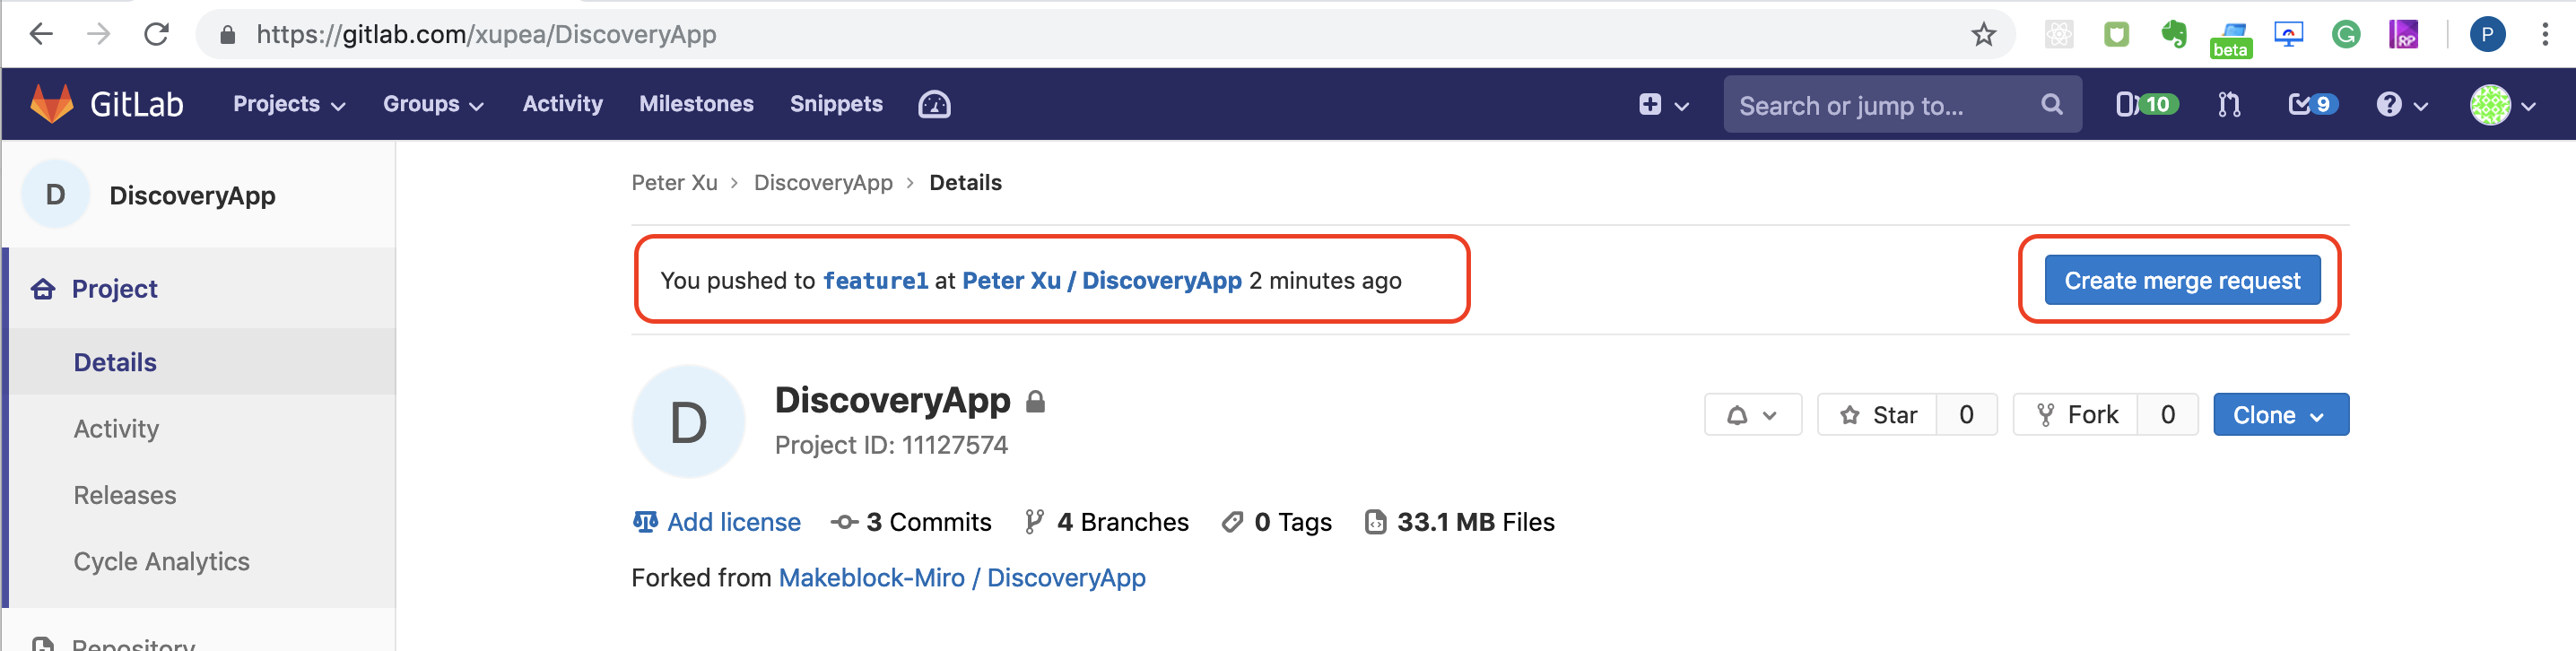 https://gitlab.com/xupea/DiscoveryApp
beta
RP
P
GitLab Projects Groups Activity Milestones Snippets Search or jump to... 10 9
D DiscoveryApp
Project
Details
Activity
Releases
Cycle Analytics
Repository
Peter Xu › DiscoveryApp › Details
You pushed to feature1 at Peter Xu / DiscoveryApp 2 minutes ago
Create merge request
D
DiscoveryApp
Project ID: 11127574
Star 0 Fork 0 Clone
Add license 3 Commits 4 Branches 0 Tags 33.1 MB Files
Forked from Makeblock-Miro / DiscoveryApp